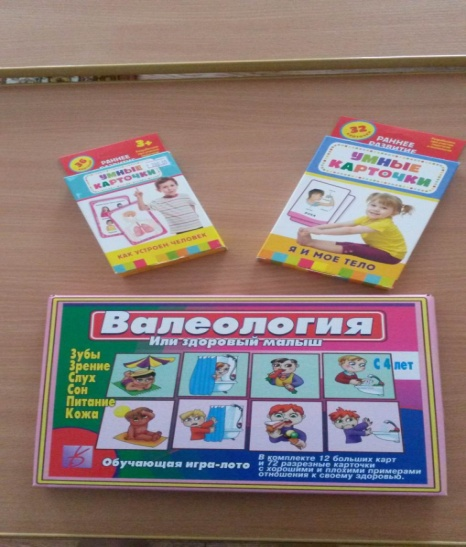 36
3+
РАННЕЕ
УМНЫЕ
КАРТОЧКИ
КАК УСТРОЕН ЧЕЛОВЕК
32
РАННЕЕ
РАЗВИТИЕ
УМНЫЕ
КАРТОЧКИ
Я И МОЕ ТЕЛО
Валеология
Или здоровый малыш
Зубы
Зрение
Слух
Сон
Питание
Кожа
С 4 лет
Обучающая игра-лото
В комплекте 12 больших карт
и 72 разрезные карточки
с хорошими и плохими примерами
отношения к своему здоровью.